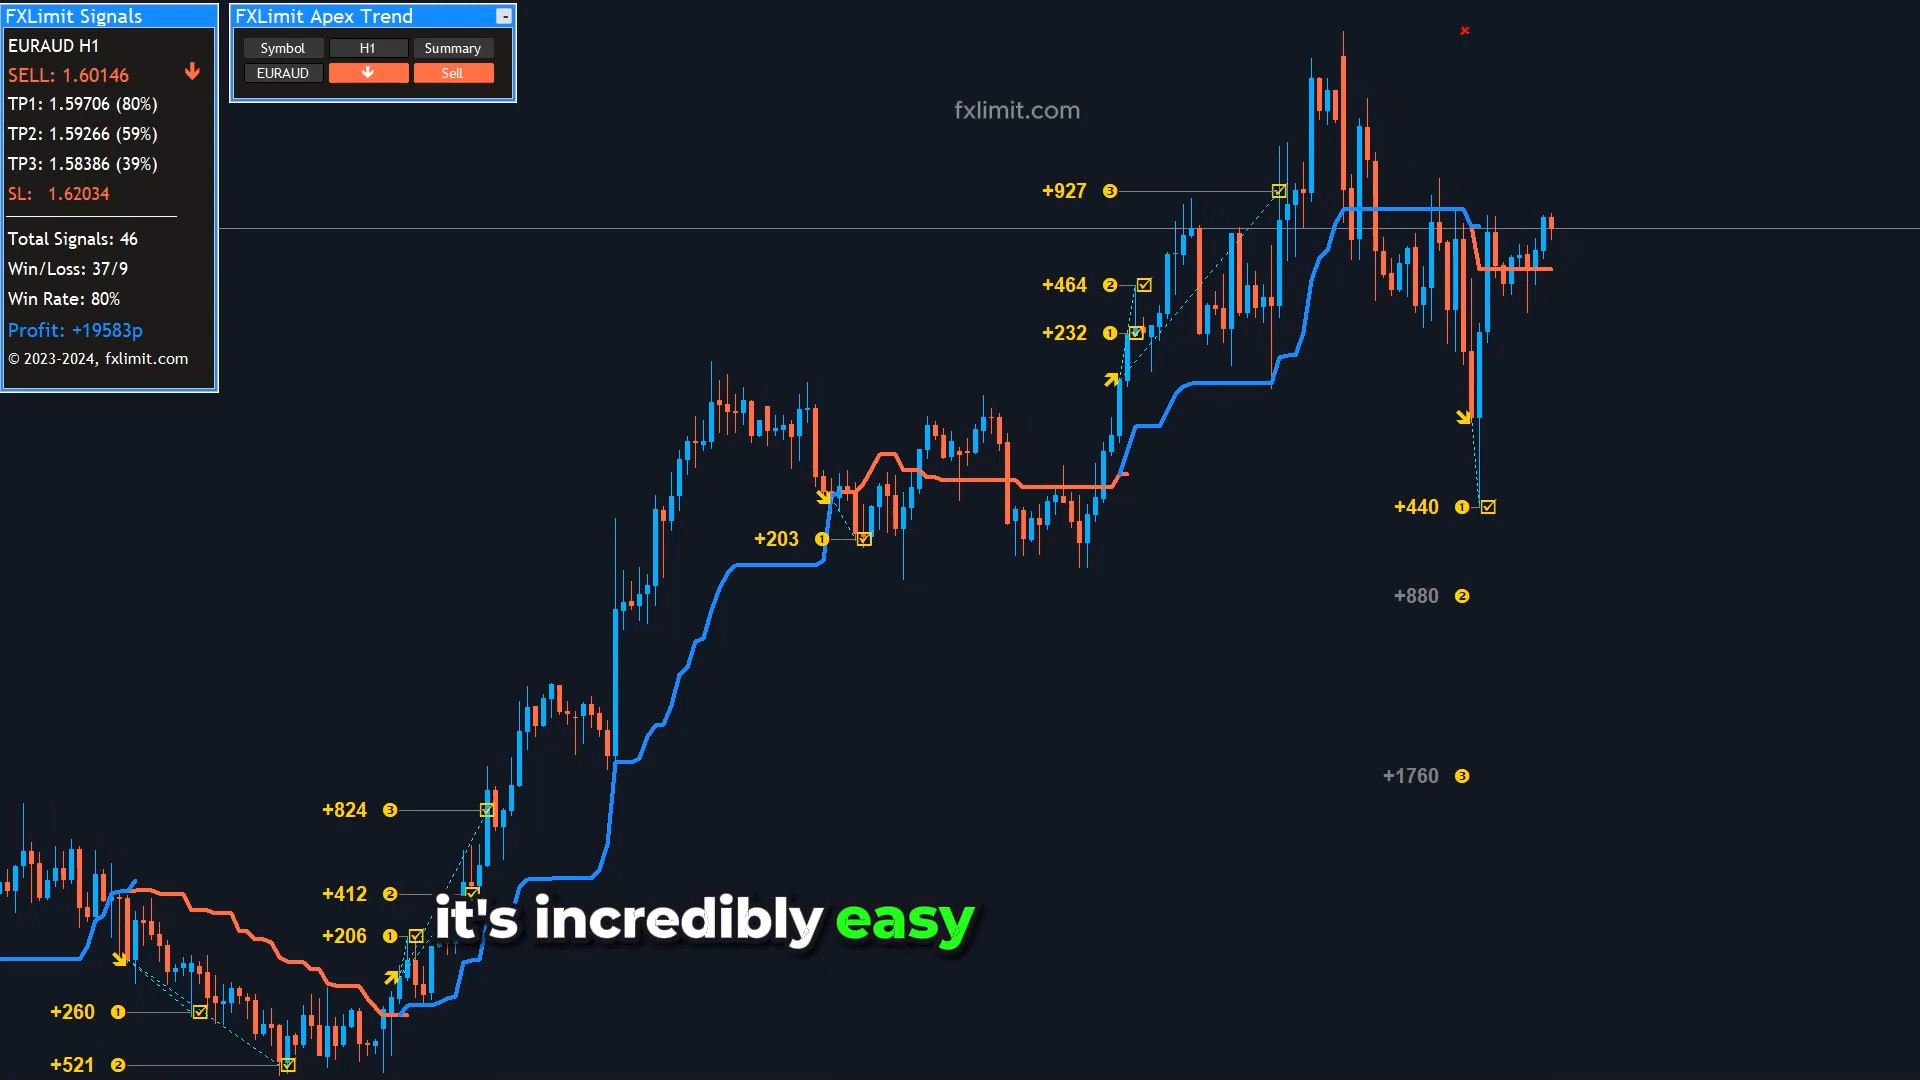 FXLimit Signals
EURAUD H1
SELL: 1.60146
TP1: 1.59706 (80%)
TP2: 1.59266 (59%)
TP3: 1.58386 (39%)
SL: 1.62034
Total Signals: 46
Win/Loss: 37/9
Win Rate: 80%
Profit: +19583p
© 2023-2024, fxlimit.com
FXLimit Apex Trend
-
Symbol H1 Summary
EURAUD Sell
fxlimit.com
+927 3
+464 2
+232 1
+440 1
+203 1
+880 2
+1760 3
+824 3
+412 2
+206 1
it's incredibly easy
+260 1
+521 2